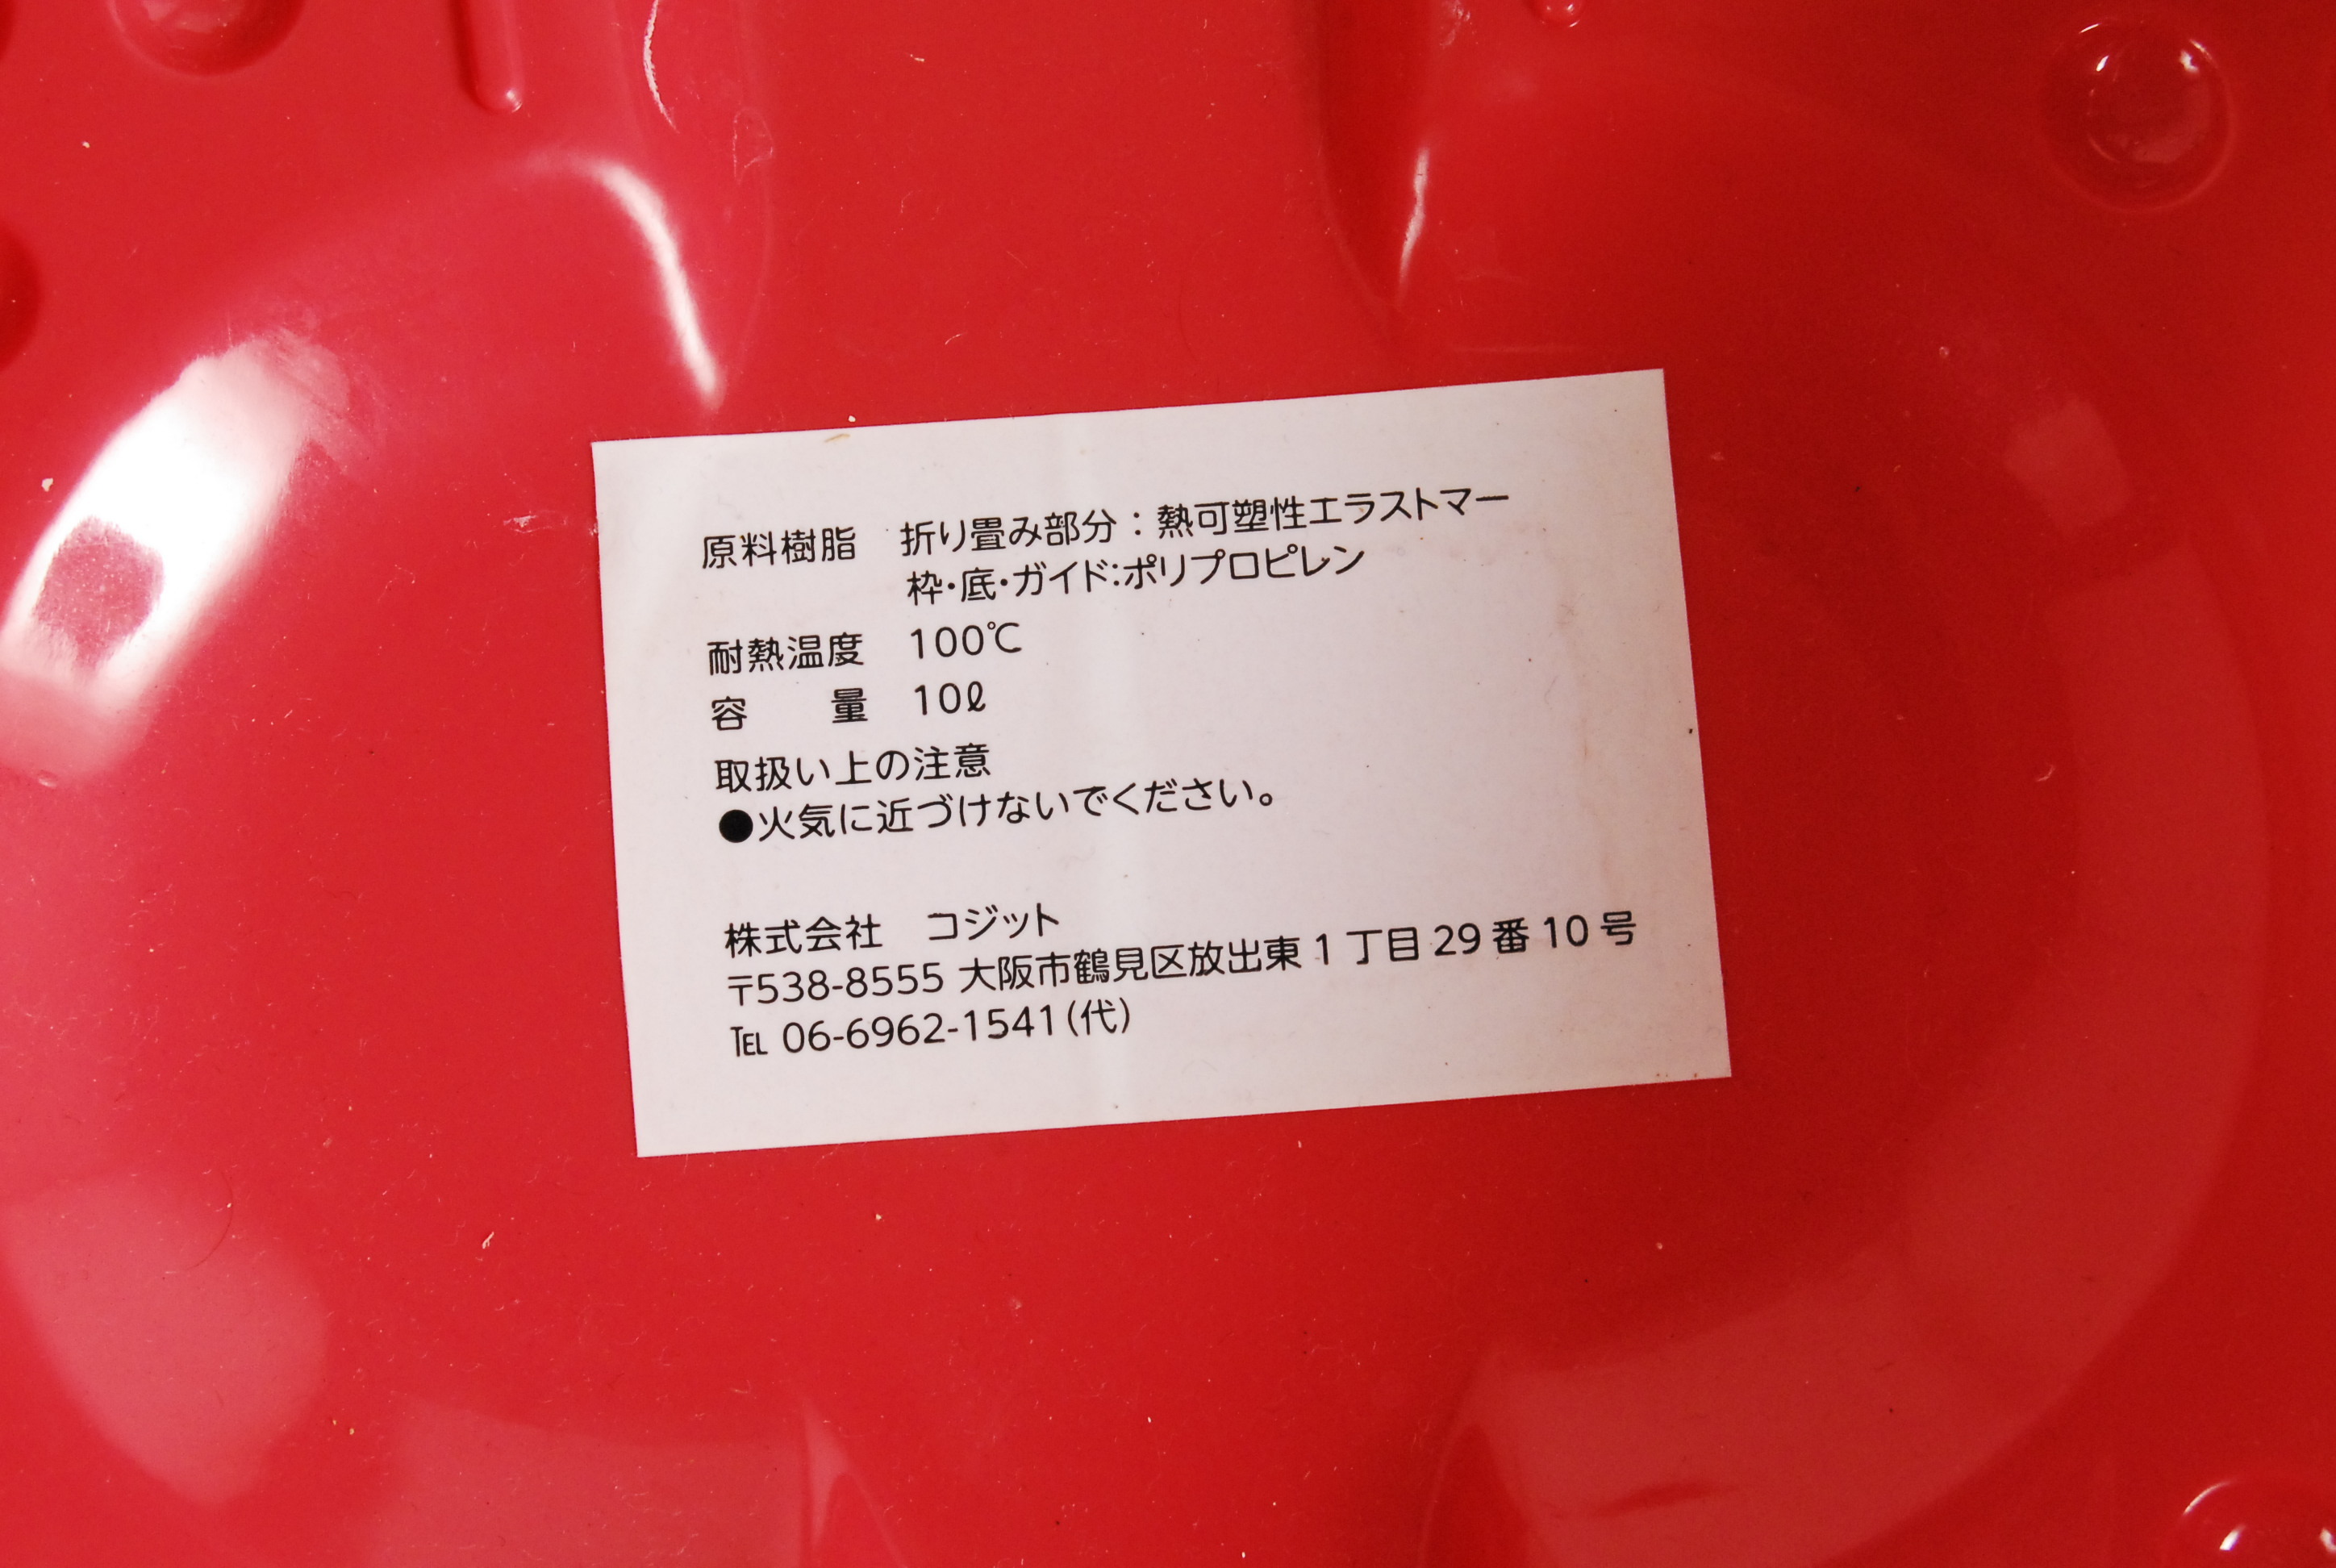 原料樹脂　折り畳み部分：熱可塑性エラストマー
枠・底・ガイド:ポリプロピレン
耐熱温度　100℃
容　　量　10ℓ
取扱い上の注意
●火気に近づけないでください。
株式会社　コジット
〒538-8555 大阪市鶴見区放出東 1 丁目 29 番 10 号
℡ 06-6962-1541(代)